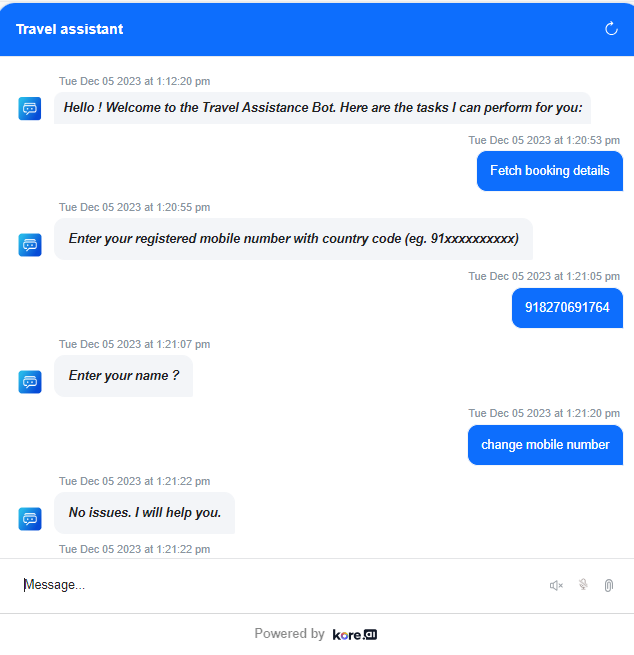 Travel assistant
Tue Dec 05 2023 at 1:12:20 pm
Hello ! Welcome to the Travel Assistance Bot. Here are the tasks I can perform for you:
Tue Dec 05 2023 at 1:20:53 pm
Fetch booking details
Tue Dec 05 2023 at 1:20:55 pm
Enter your registered mobile number with country code (eg. 91xxxxxxxxxx)
Tue Dec 05 2023 at 1:21:05 pm
918270691764
Tue Dec 05 2023 at 1:21:07 pm
Enter your name ?
Tue Dec 05 2023 at 1:21:20 pm
change mobile number
Tue Dec 05 2023 at 1:21:22 pm
No issues. I will help you.
Tue Dec 05 2023 at 1:21:22 pm
Message...
Powered by kore.ai